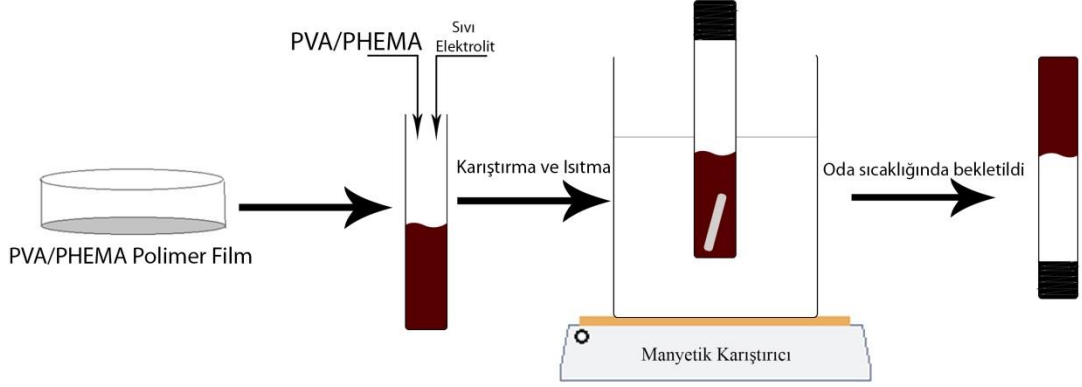 PVA/PHEMA Polimer Film
PVA/PHEMA
Sıvı
Elektrolit
Karıştırma ve Isıtma
Manyetik Karıştırıcı
Oda sıcaklığında bekletildi